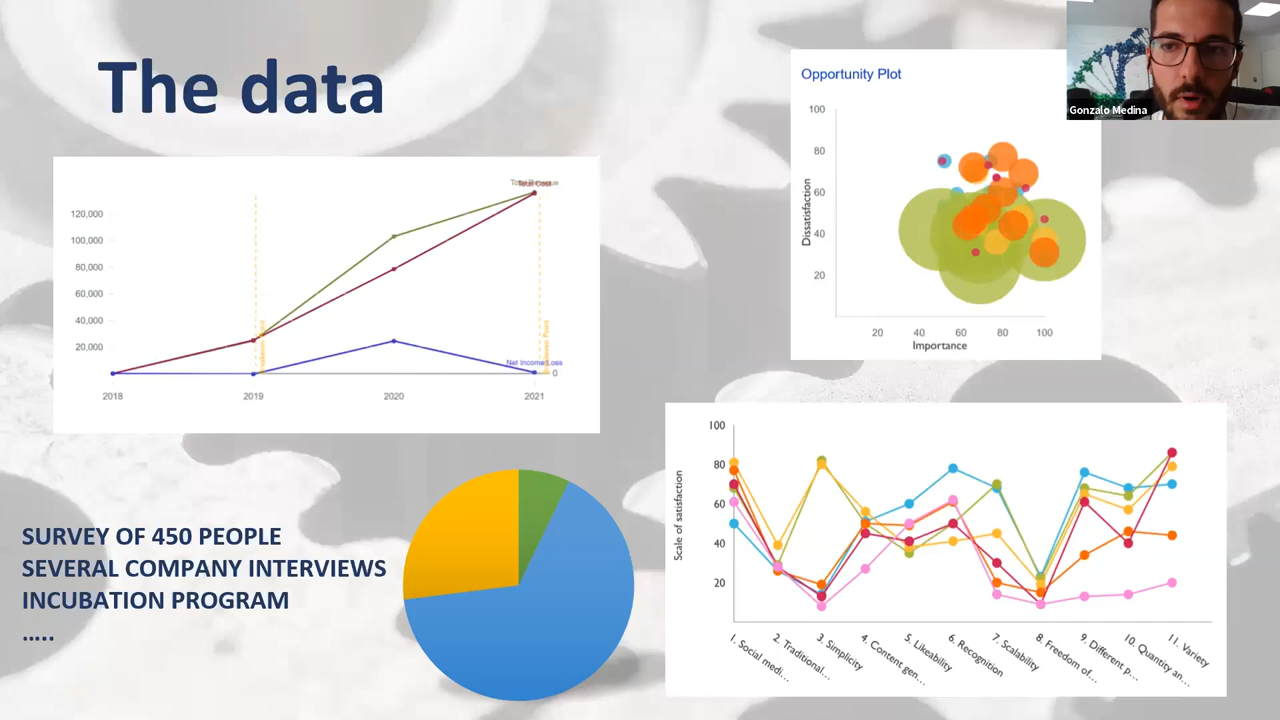 The data
Opportunity Plot
Gonzalo Medina
100
80
60
40
20
Dissatisfaction
20
40
60
80
100
Importance
Total Cost
120,000
100,000
80,000
60,000
40,000
20,000
Net Income/Loss
0
2018
2019
2020
2021
SURVEY OF 450 PEOPLE
SEVERAL COMPANY INTERVIEWS
INCUBATION PROGRAM
.....
100
80
60
40
20
Scale of satisfaction
1. Social medi...
2. Traditional...
3. Simplicity
4. Content gen...
5. Likeability
6. Recognition
7. Scalability
8. Freedom of...
9. Different p...
10. Quantity an...
11. Variety